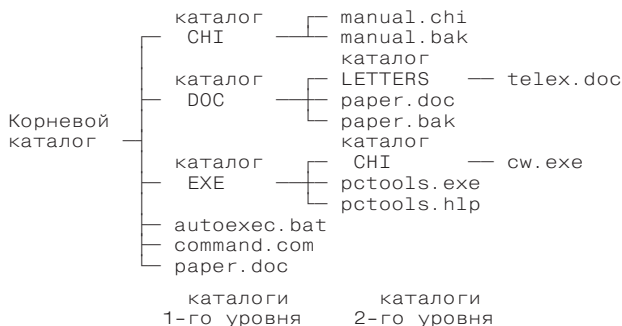 каталог manual.chi
CHI manual.bak
каталог
каталог LETTERS telex.doc
DOC paper.doc
Корневой paper.bak
каталог каталог
каталог CHI cw.exe
EXE pctools.exe
pctools.hlp
autoexec.bat
command.com
paper.doc
каталоги каталоги
1-го уровня 2-го уровня